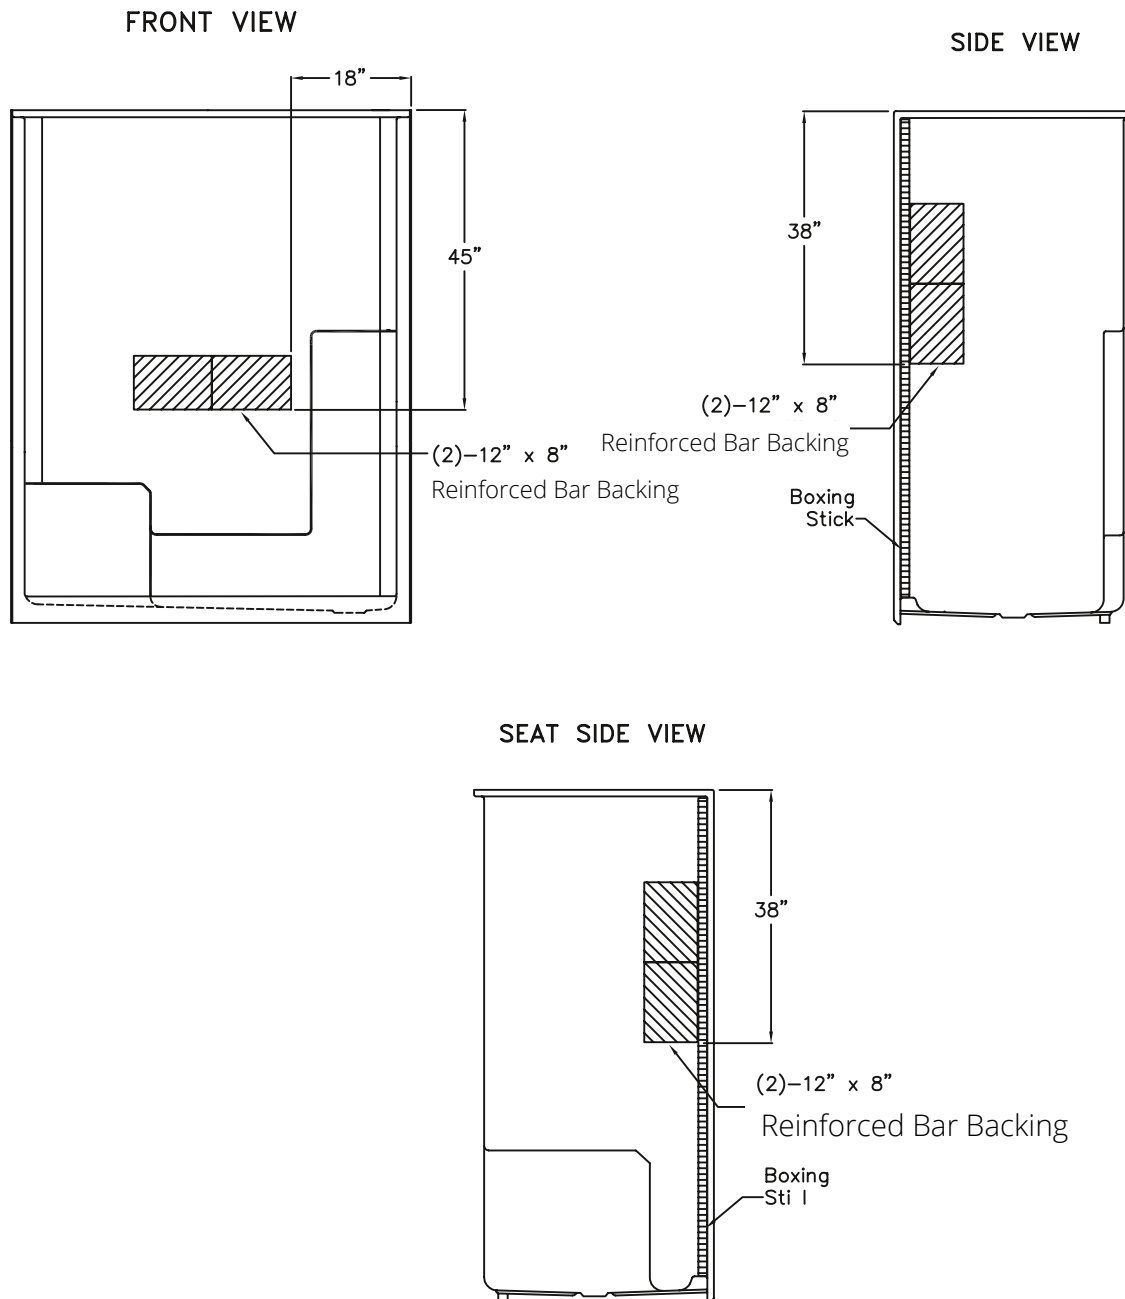 FRONT VIEW
SIDE VIEW
18”
45”
38”
(2)–12” x 8”
Reinforced Bar Backing
(2)–12” x 8”
Reinforced Bar Backing
Boxing
Stick
SEAT SIDE VIEW
38”
(2)–12” x 8”
Reinforced Bar Backing
Boxing
Sti l